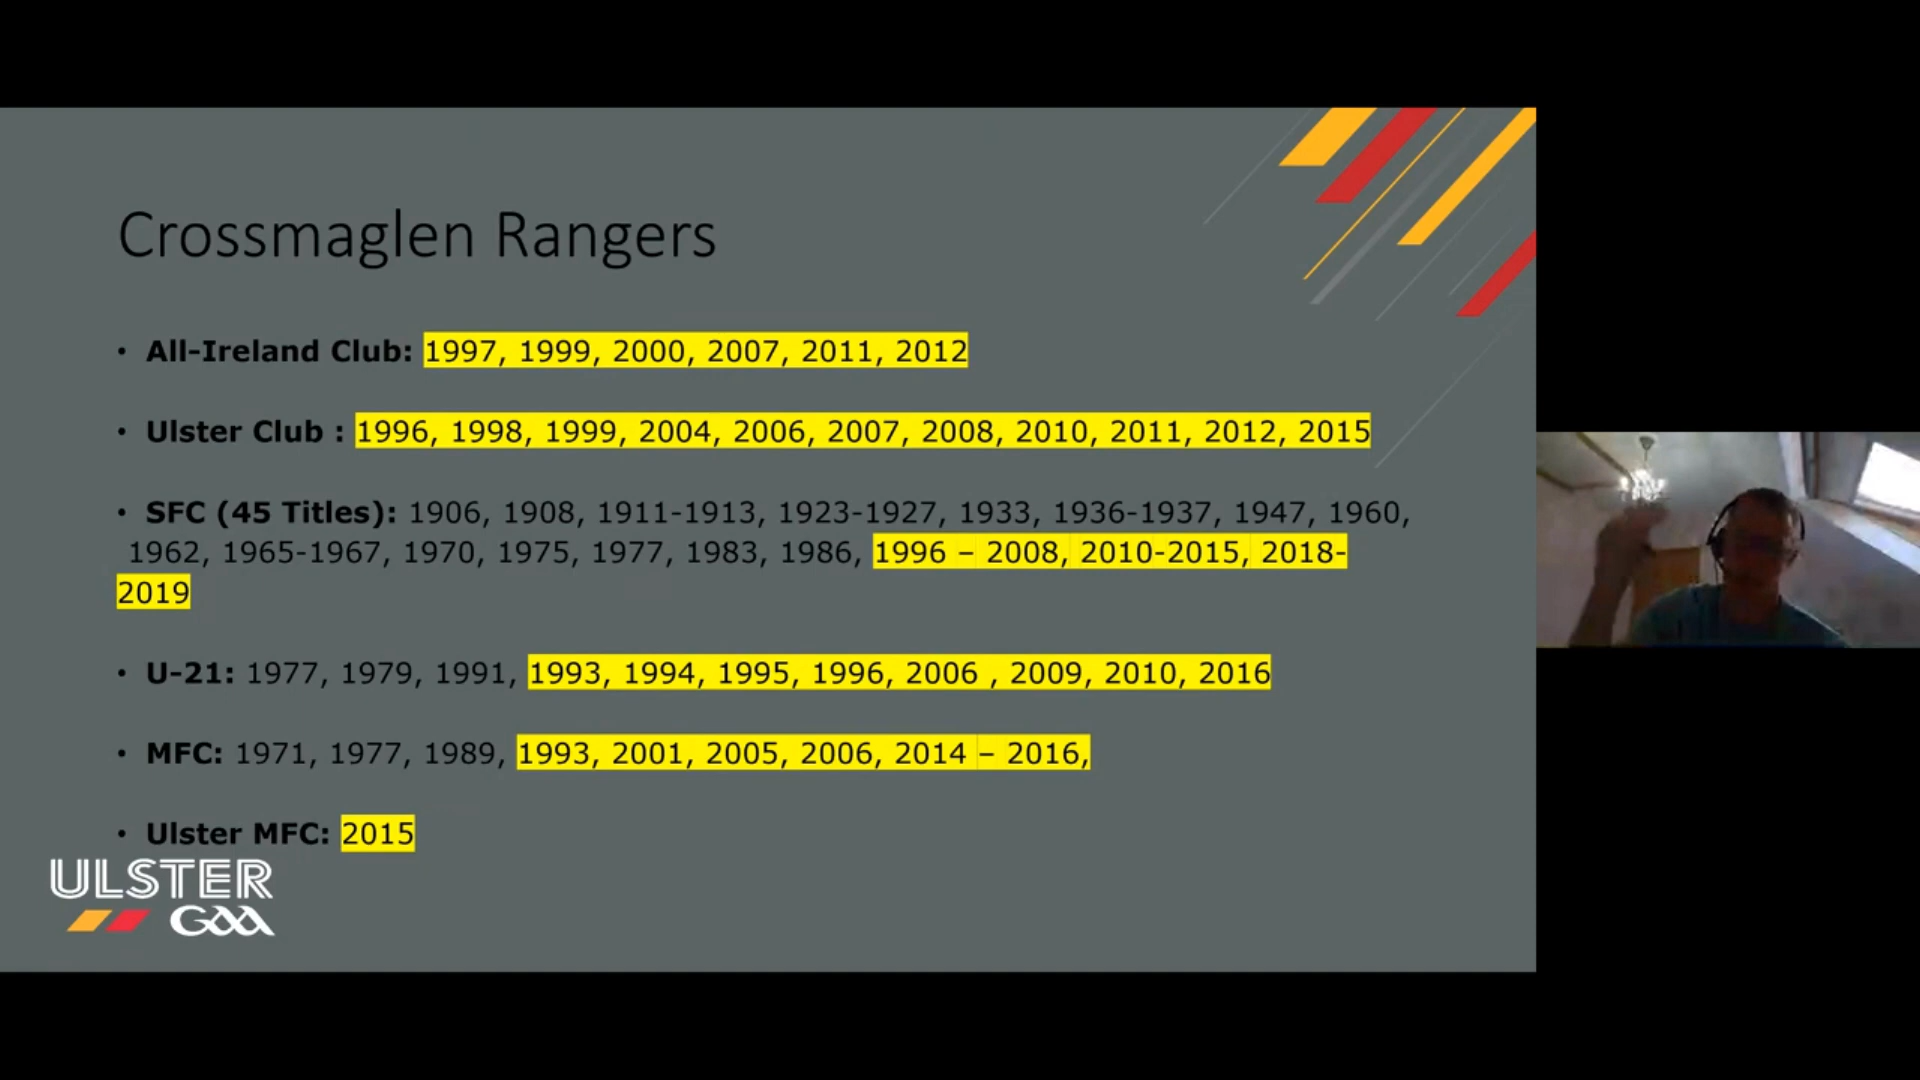 Crossmaglen Rangers
• All-Ireland Club: 1997, 1999, 2000, 2007, 2011, 2012
• Ulster Club : 1996, 1998, 1999, 2004, 2006, 2007, 2008, 2010, 2011, 2012, 2015
• SFC (45 Titles): 1906, 1908, 1911-1913, 1923-1927, 1933, 1936-1937, 1947, 1960,
1962, 1965-1967, 1970, 1975, 1977, 1983, 1986, 1996 – 2008, 2010-2015, 2018-
2019
• U-21: 1977, 1979, 1991, 1993, 1994, 1995, 1996, 2006 , 2009, 2010, 2016
• MFC: 1971, 1977, 1989, 1993, 2001, 2005, 2006, 2014 – 2016,
• Ulster MFC: 2015
ULSTER
GAA